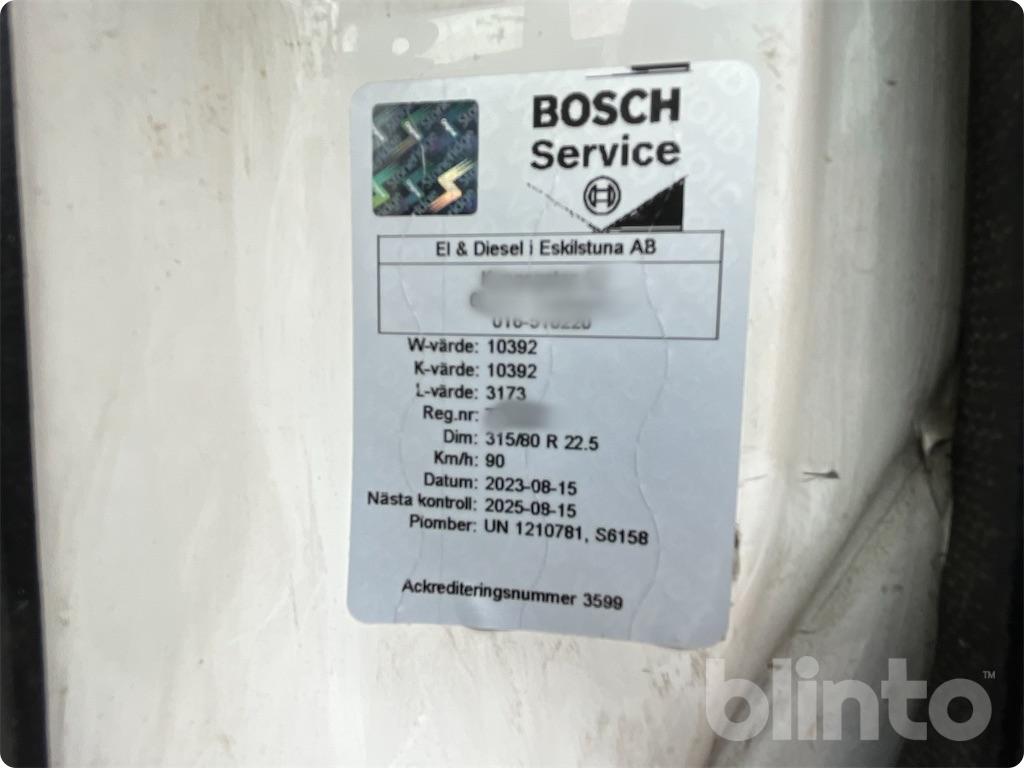 BOSCH
Service
El & Diesel i Eskilstuna AB
W-värde: 10392
K-värde: 10392
L-värde: 3173
Reg.nr:
Dim: 315/80 R 22.5
Km/h: 90
Datum: 2023-08-15
Nästa kontroll: 2025-08-15
Plomber: UN 1210781, S6158
Ackrediteringsnummer 3599
blinto™